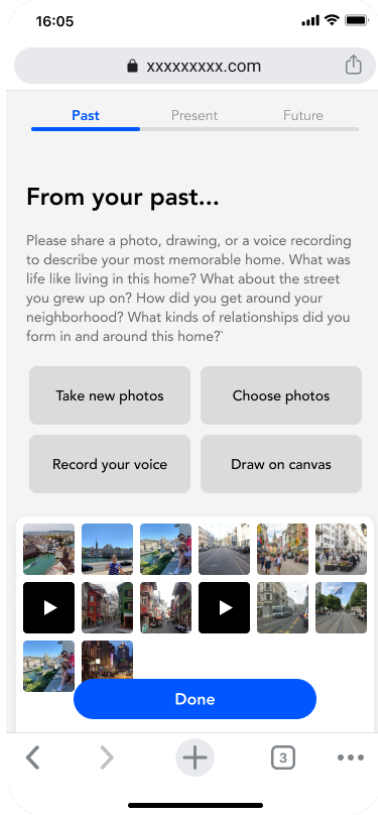 16:05
xxxxxxxxx.com
Past Present Future
From your past...
Please share a photo, drawing, or a voice recording
to describe your most memorable home. What was
life like living in this home? What about the street
you grew up on? How did you get around your
neighborhood? What kinds of relationships did you
form in and around this home?`
Take new photos Choose photos
Record your voice Draw on canvas
Done
3